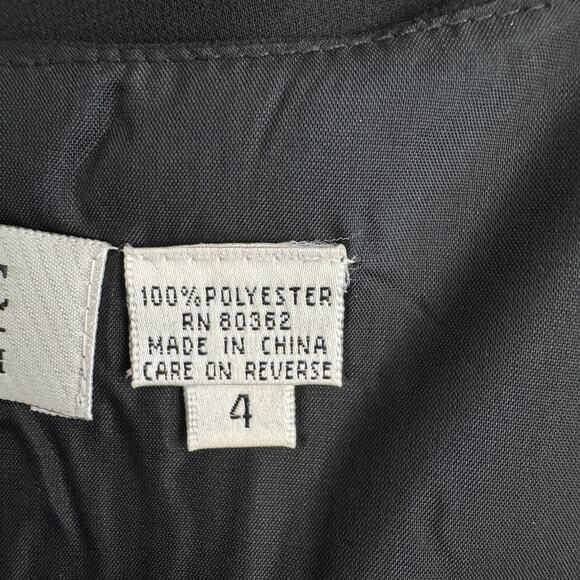 100% POLYESTER
RN 80362
MADE IN CHINA
CARE ON REVERSE
4